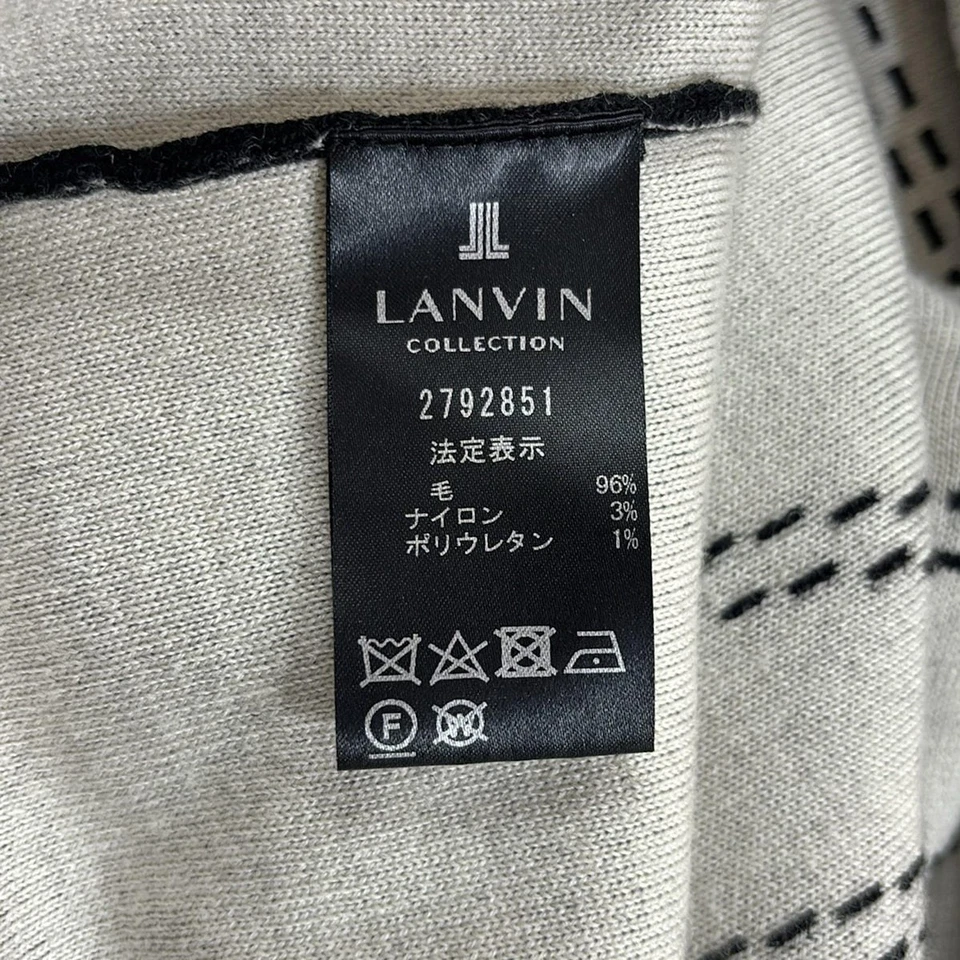 LANVIN
COLLECTION
2792851
法定表示
毛 96%
ナイロン 3%
ポリウレタン 1%
F W